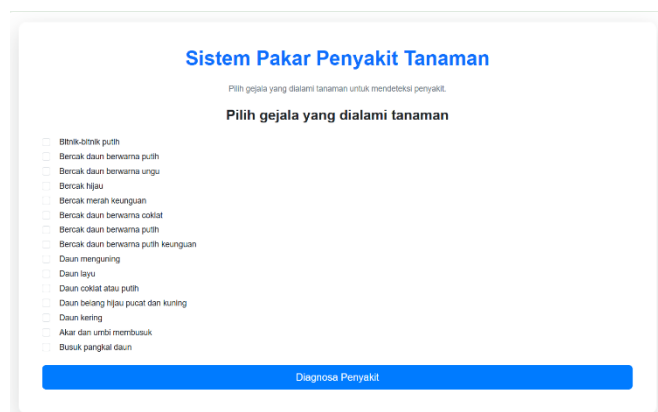 Sistem Pakar Penyakit Tanaman
Pilih gejala yang dialami tanaman untuk mendeteksi penyakit.
Pilih gejala yang dialami tanaman
Bitnik-bitnik putih
Bercak daun berwarna putih
Bercak daun berwarna ungu
Bercak hijau
Bercak merah keunguan
Bercak daun berwarna coklat
Bercak daun berwarna putih
Bercak daun berwarna putih keunguan
Daun menguning
Daun layu
Daun coklat atau putih
Daun belang hijau pucat dan kuning
Daun kering
Akar dan umbi membusuk
Busuk pangkal daun
Diagnosa Penyakit